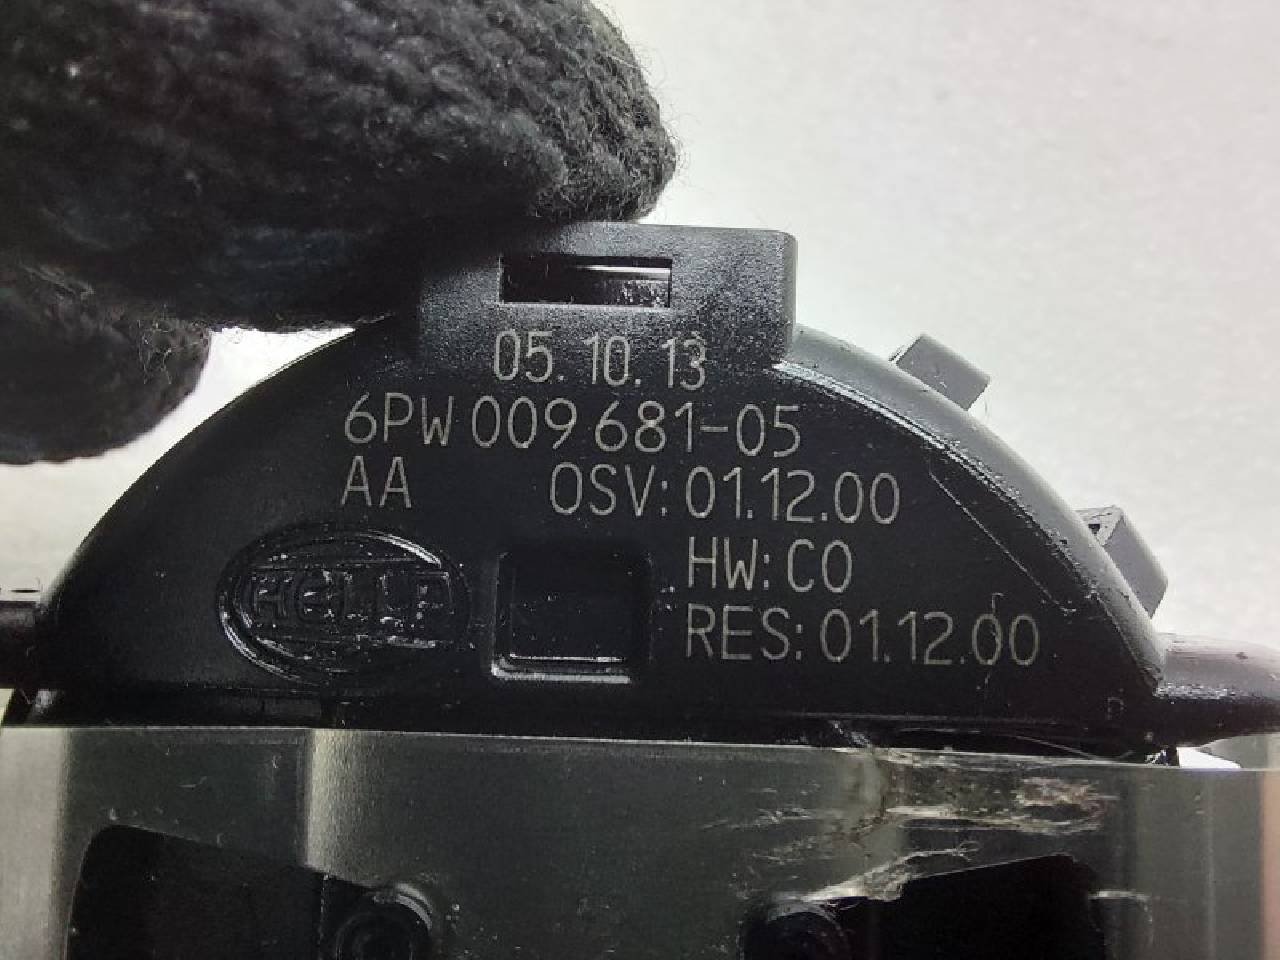 05.10.13
6PW 009 681-05
AA OSV: 01.12.00
HW: C0
RES: 01.12.00
HELLA